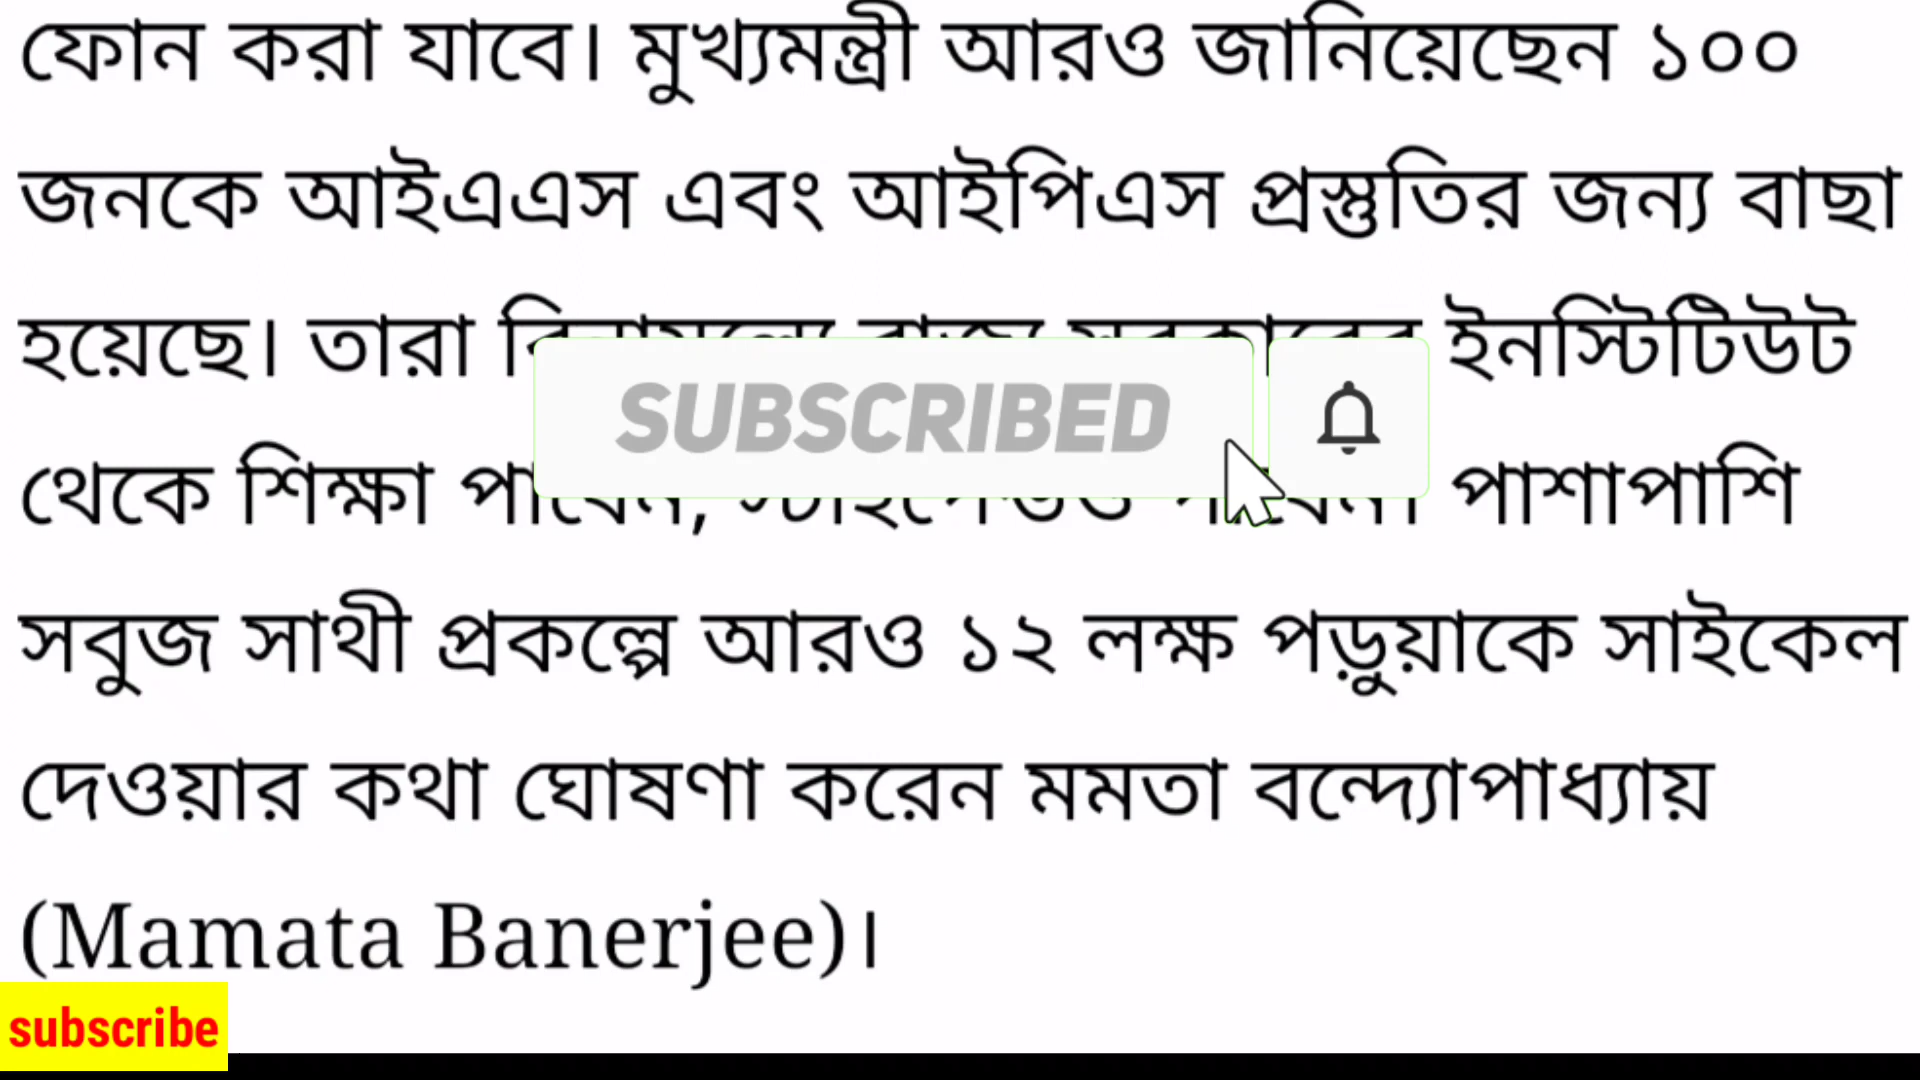 ফোন করা যাবে। মুখ্যমন্ত্রী আরও জানিয়েছেন ১০০
জনকে আইএএস এবং আইপিএস প্রস্তুতির জন্য বাছা
হয়েছে। তারা ইনস্টিটিউট
SUBSCRIBED
থেকে শিক্ষা পাশাপাশি
সবুজ সাথী প্রকল্পে আরও ১২ লক্ষ পড়ুয়াকে সাইকেল
দেওয়ার কথা ঘোষণা করেন মমতা বন্দ্যোপাধ্যায়
(Mamata Banerjee)।
subscribe